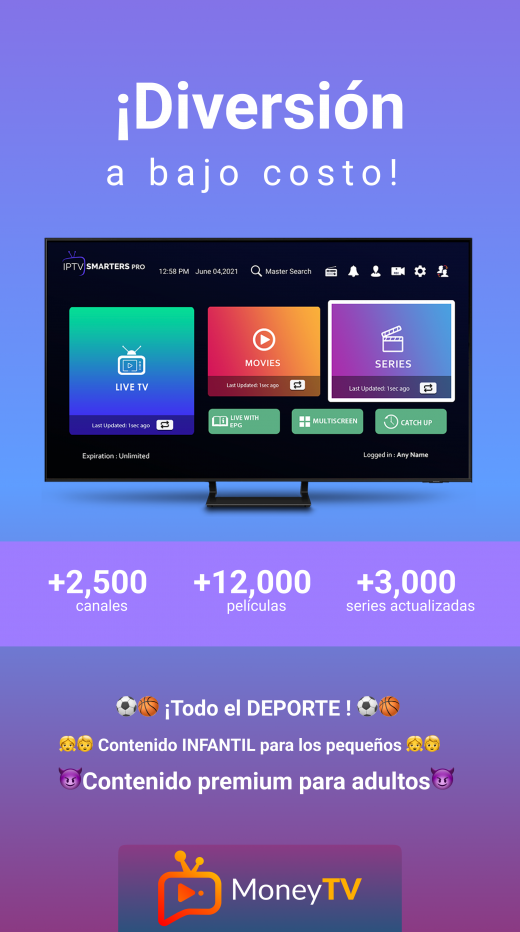 ¡Diversión
a bajo costo!
IPTV SMARTERS PRO
12:58 PM June 04,2021 Master Search
LIVE TV
MOVIES
SERIES
Last Updated: 1sec ago
Last Updated: 1sec ago
Last Updated: 1sec ago
LIVE WITH
EPG
MULTISCREEN
CATCH UP
Expiration : Unlimited
Logged in : Any Name
+2,500 +12,000 +3,000
canales películas series actualizadas
⚽🏀 ¡Todo el DEPORTE ! ⚽🏀
👧👦 Contenido INFANTIL para los pequeños 👧👦
😈Contenido premium para adultos😈
MoneyTV